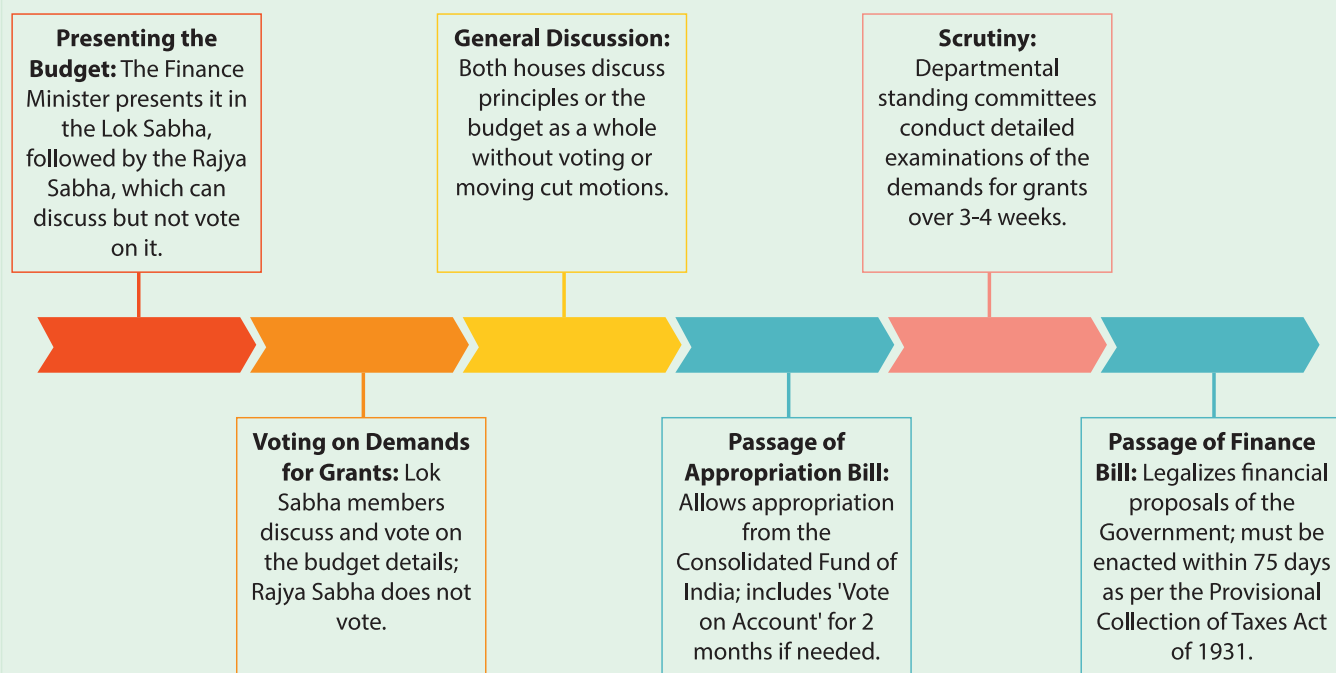 Presenting the
Budget: The Finance
Minister presents it in
the Lok Sabha,
followed by the Rajya
Sabha, which can
discuss but not vote
on it.
General Discussion:
Both houses discuss
principles or the
budget as a whole
without voting or
moving cut motions.
Scrutiny:
Departmental
standing committees
conduct detailed
examinations of the
demands for grants
over 3-4 weeks.
Voting on Demands
for Grants: Lok
Sabha members
discuss and vote on
the budget details;
Rajya Sabha does not
vote.
Passage of
Appropriation Bill:
Allows appropriation
from the
Consolidated Fund of
India; includes 'Vote
on Account' for 2
months if needed.
Passage of Finance
Bill: Legalizes financial
proposals of the
Government; must be
enacted within 75 days
as per the Provisional
Collection of Taxes Act
of 1931.